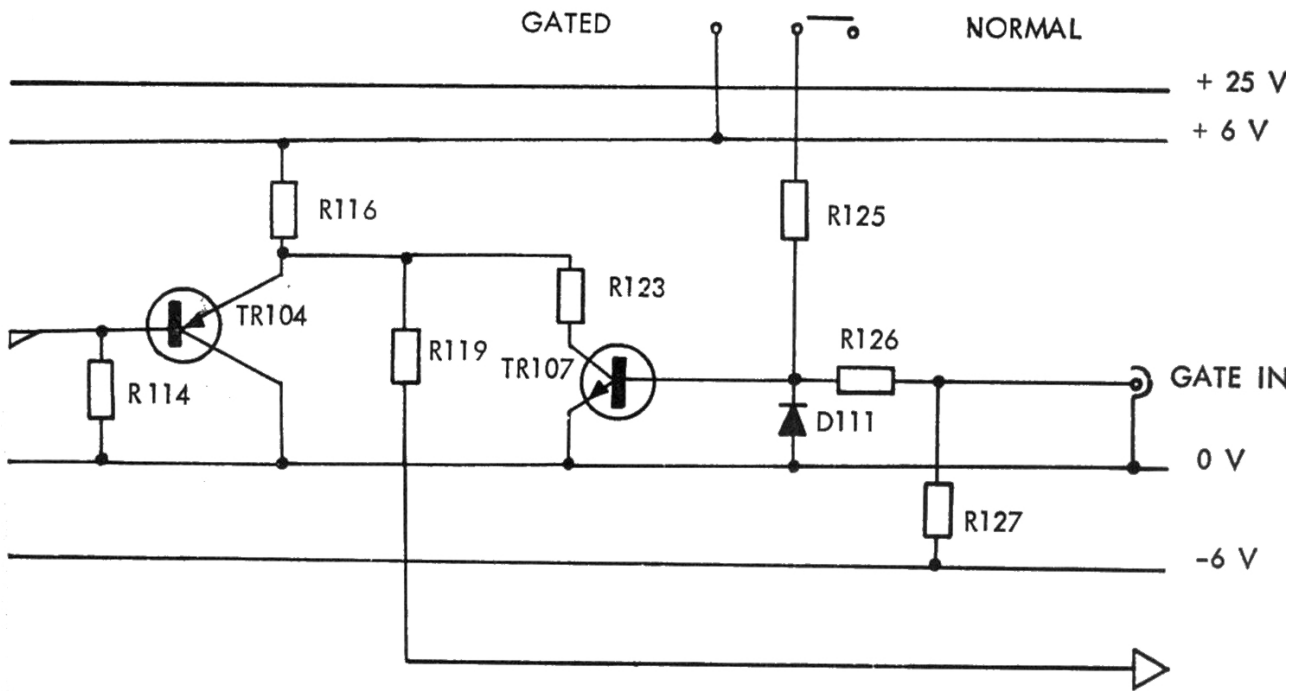 GATED
NORMAL
+ 25 V
+ 6 V
R116
R125
R123
TR104
R126
R119
TR107
GATE IN
R114
D111
0 V
R127
-6 V